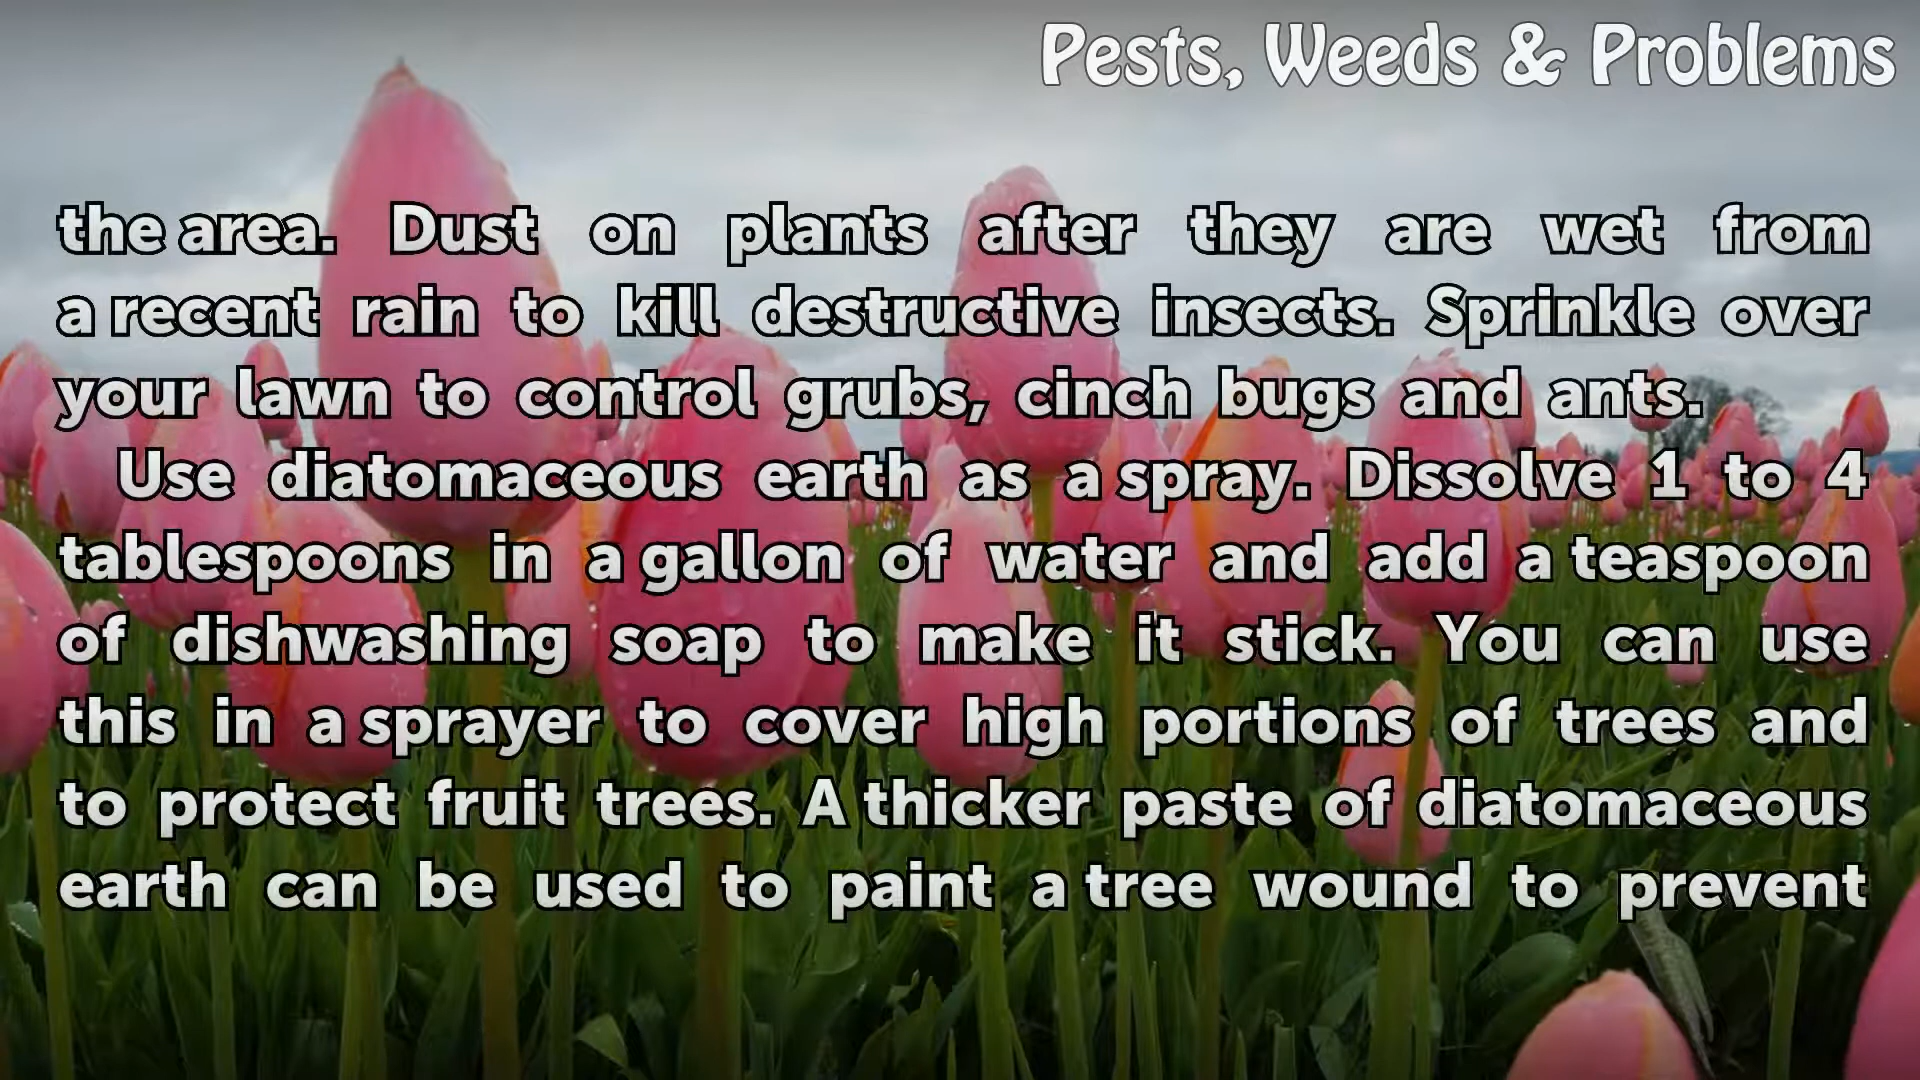 Pests, Weeds & Problems
the area. Dust on plants after they are wet from
a recent rain to kill destructive insects. Sprinkle over
your lawn to control grubs, cinch bugs and ants.
Use diatomaceous earth as a spray. Dissolve 1 to 4
tablespoons in a gallon of water and add a teaspoon
of dishwashing soap to make it stick. You can use
this in a sprayer to cover high portions of trees and
to protect fruit trees. A thicker paste of diatomaceous
earth can be used to paint a tree wound to prevent